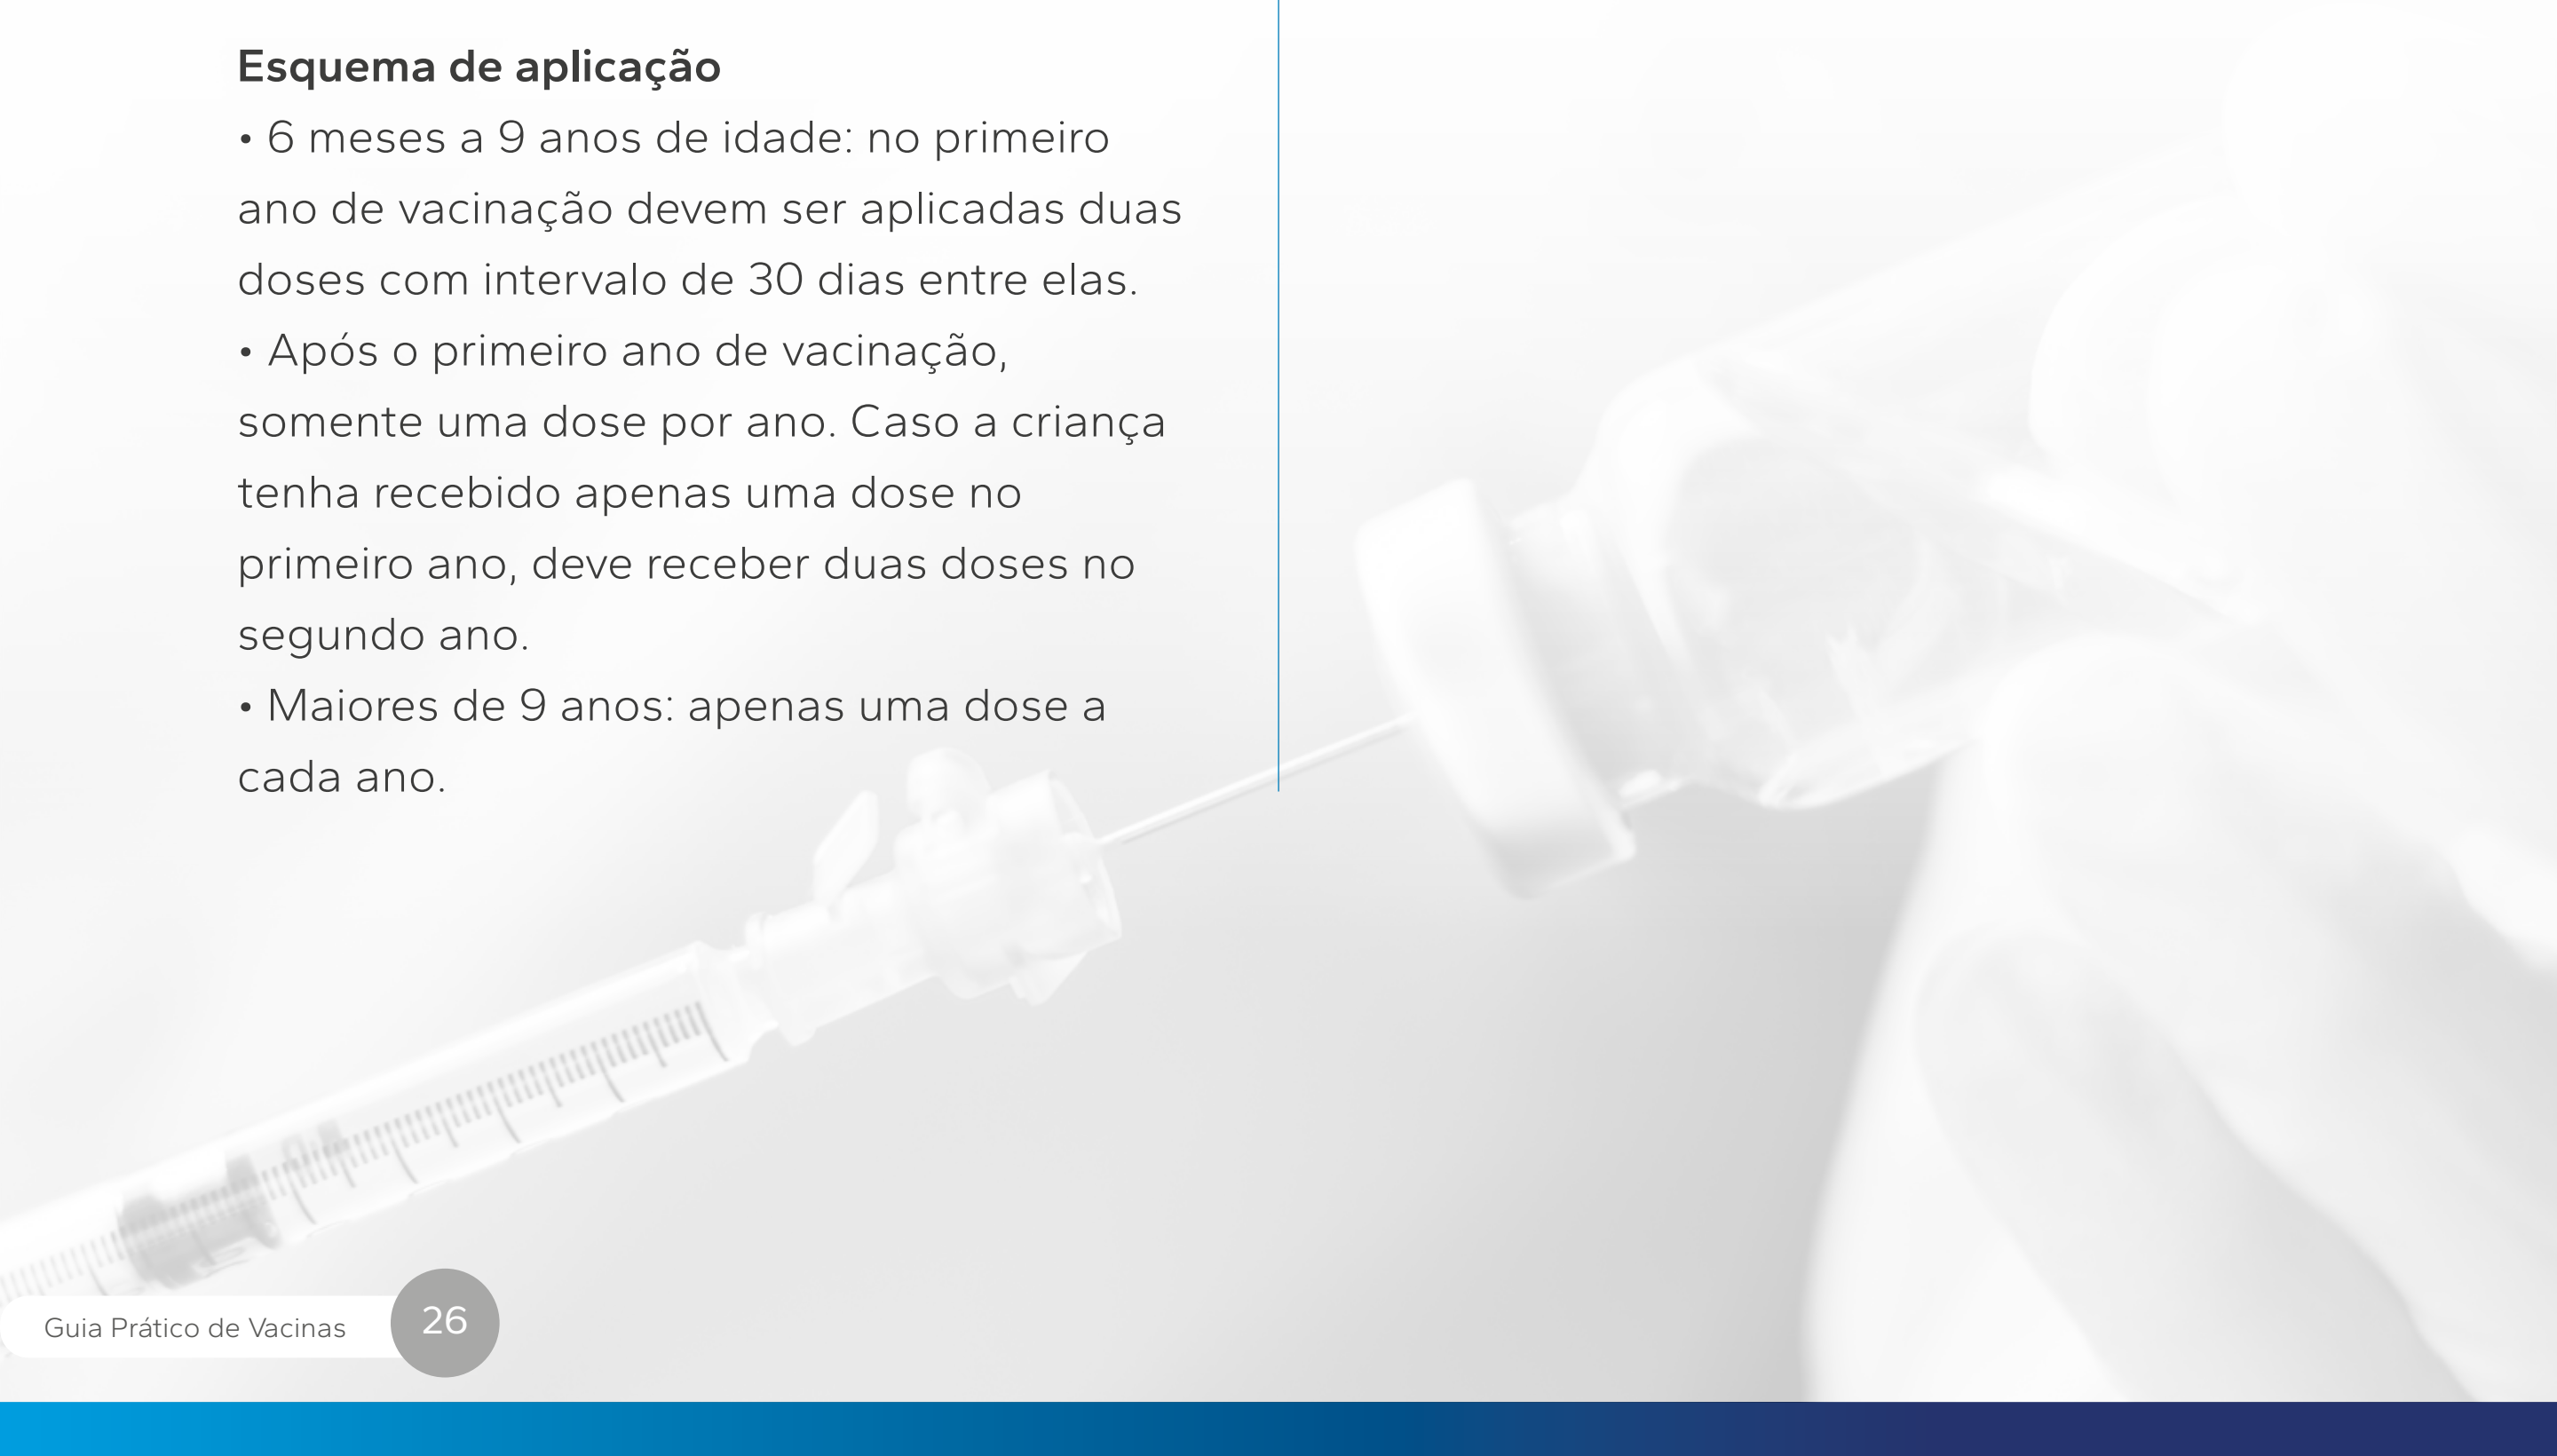 Esquema de aplicação
• 6 meses a 9 anos de idade: no primeiro
ano de vacinação devem ser aplicadas duas
doses com intervalo de 30 dias entre elas.
• Após o primeiro ano de vacinação,
somente uma dose por ano. Caso a criança
tenha recebido apenas uma dose no
primeiro ano, deve receber duas doses no
segundo ano.
• Maiores de 9 anos: apenas uma dose a
cada ano.
Guia Prático de Vacinas
26